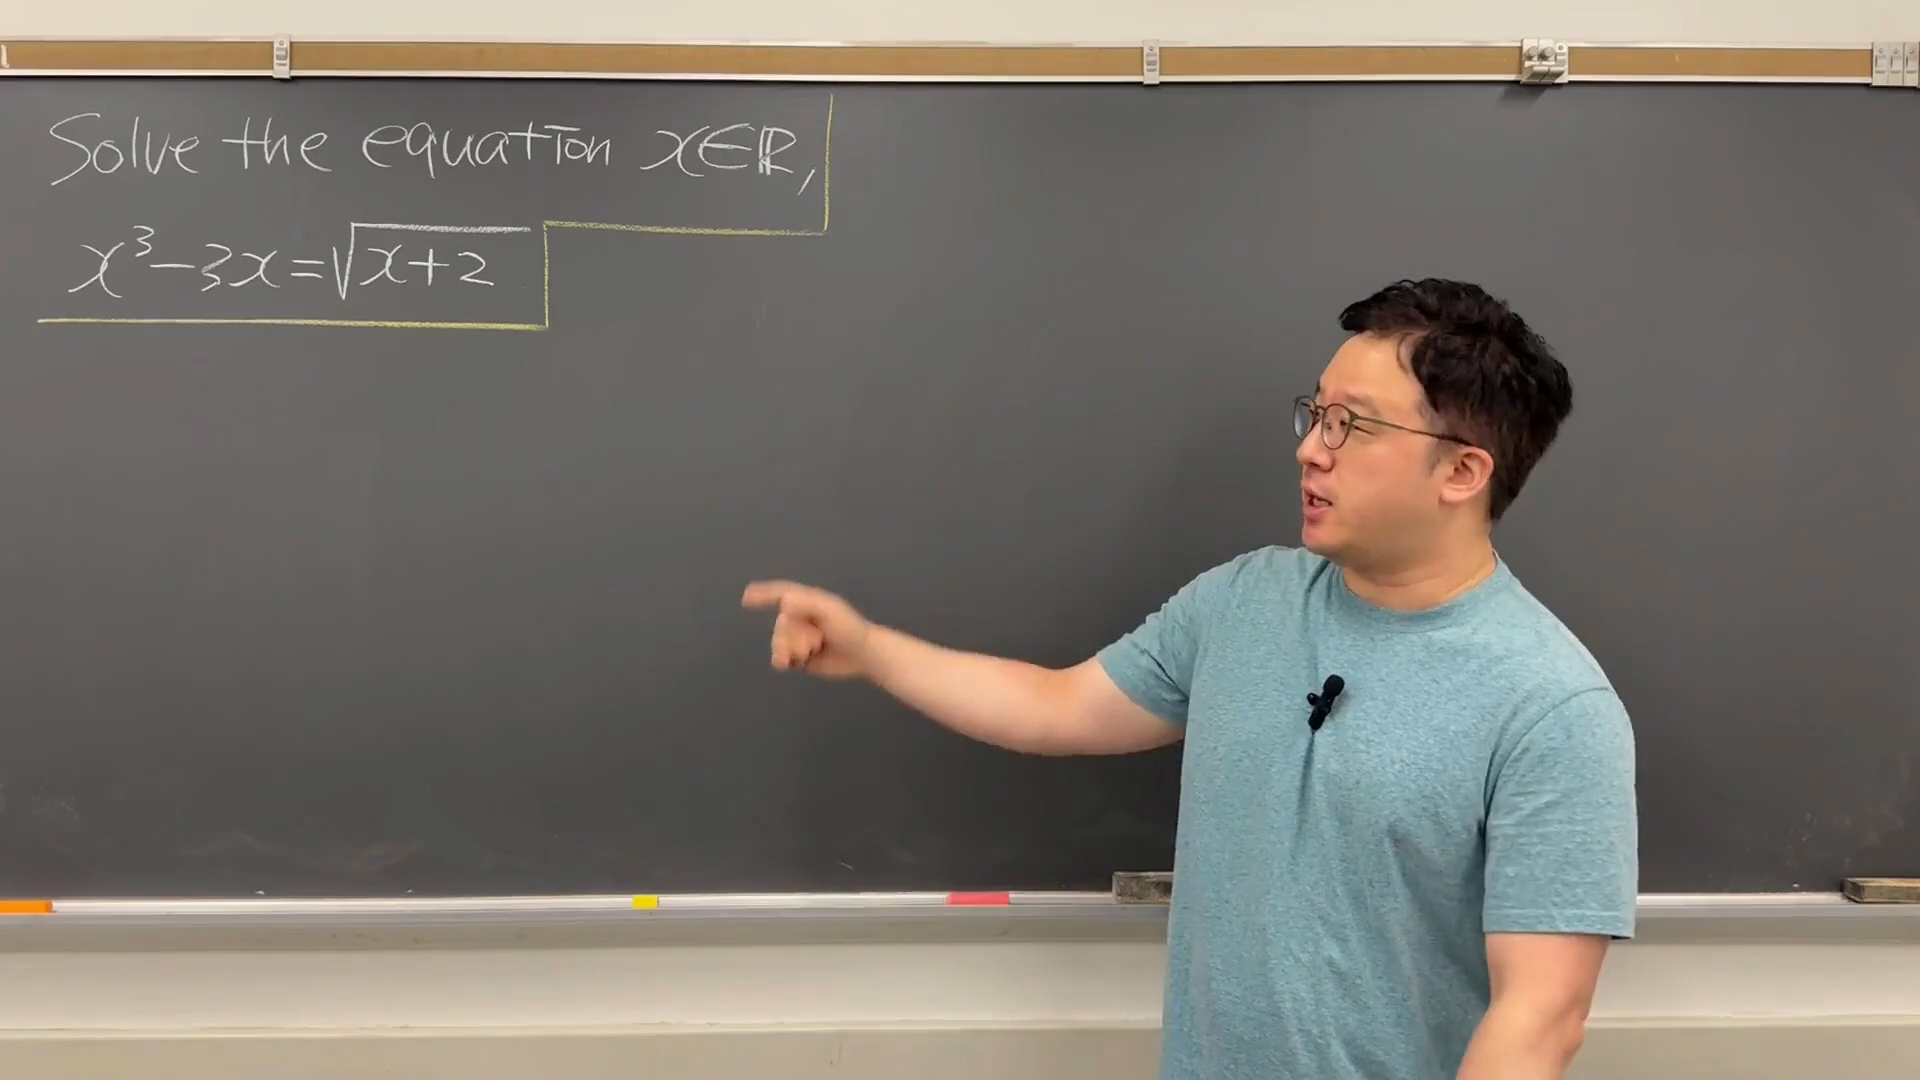 Solve the equation x∈ℝ,
x³-3x=√(x+2)